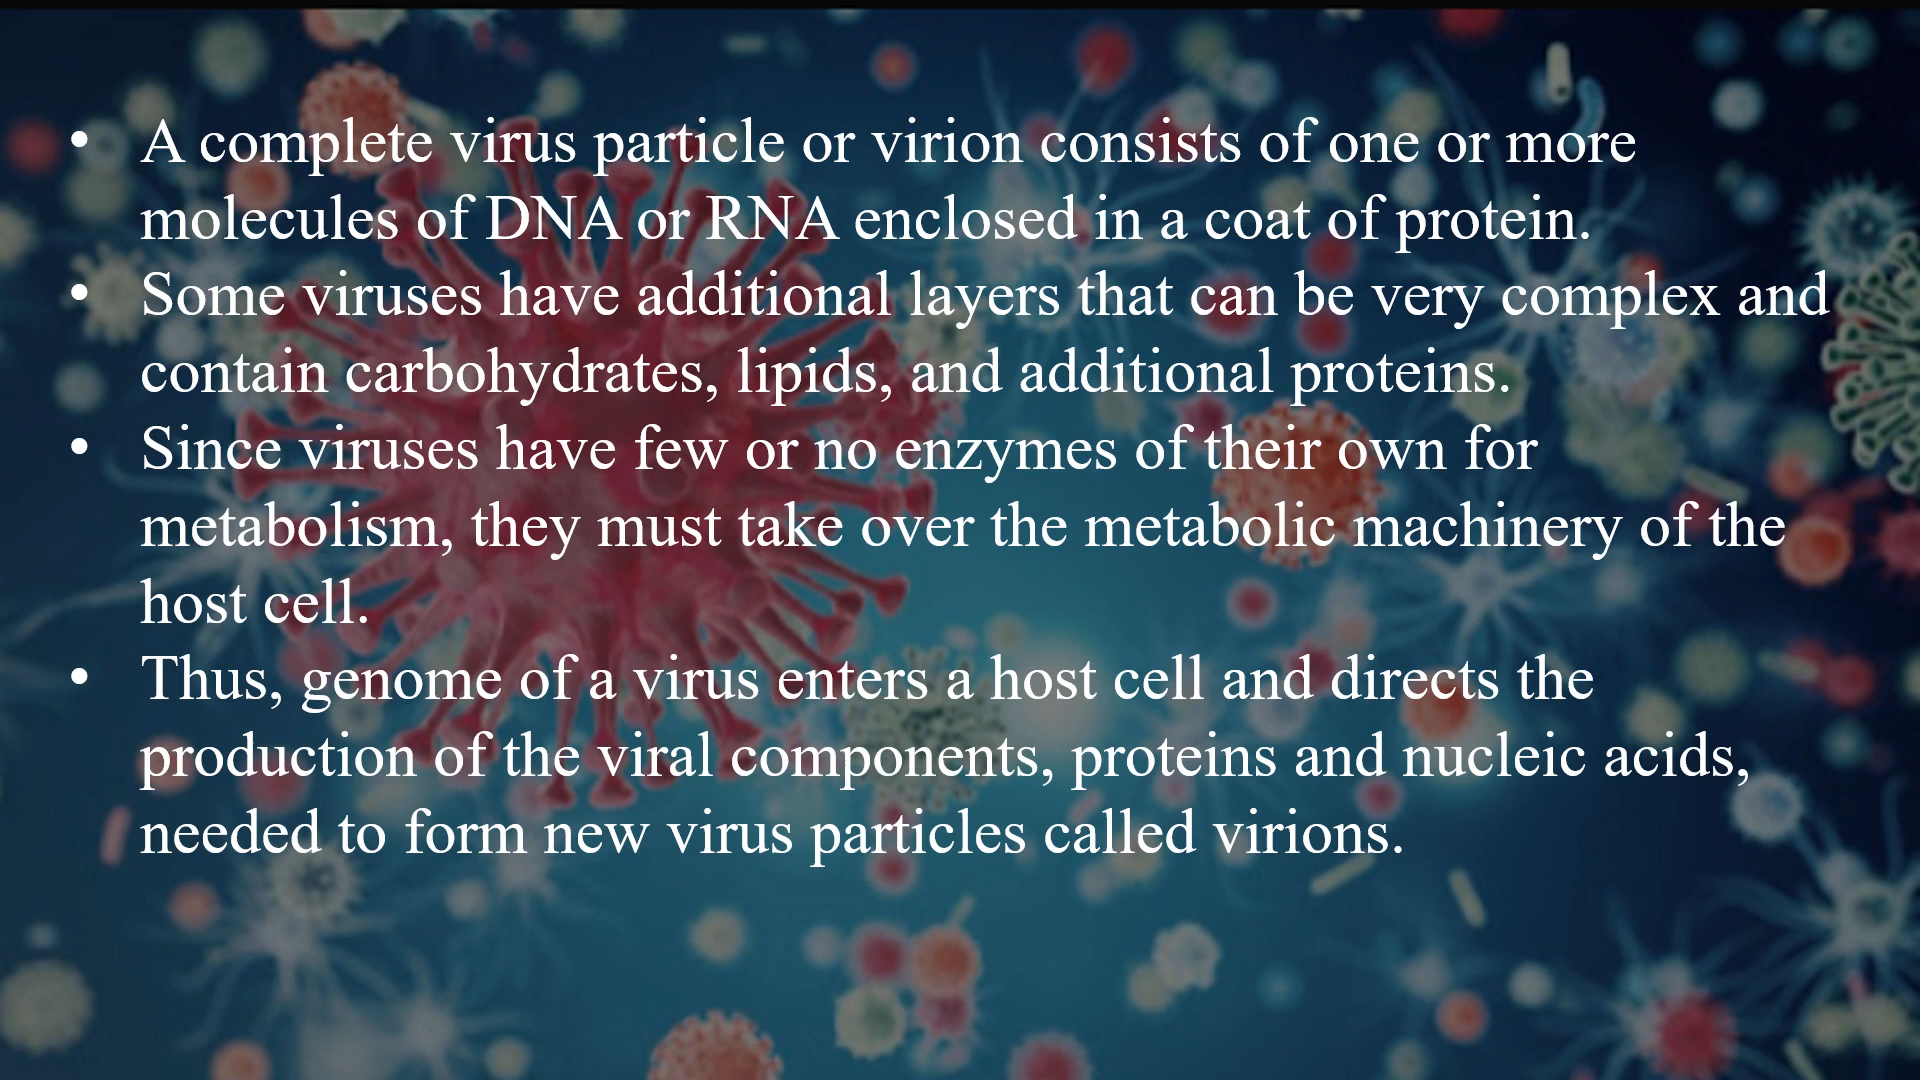 • A complete virus particle or virion consists of one or more
molecules of DNA or RNA enclosed in a coat of protein.
• Some viruses have additional layers that can be very complex and
contain carbohydrates, lipids, and additional proteins.
• Since viruses have few or no enzymes of their own for
metabolism, they must take over the metabolic machinery of the
host cell.
• Thus, genome of a virus enters a host cell and directs the
production of the viral components, proteins and nucleic acids,
needed to form new virus particles called virions.